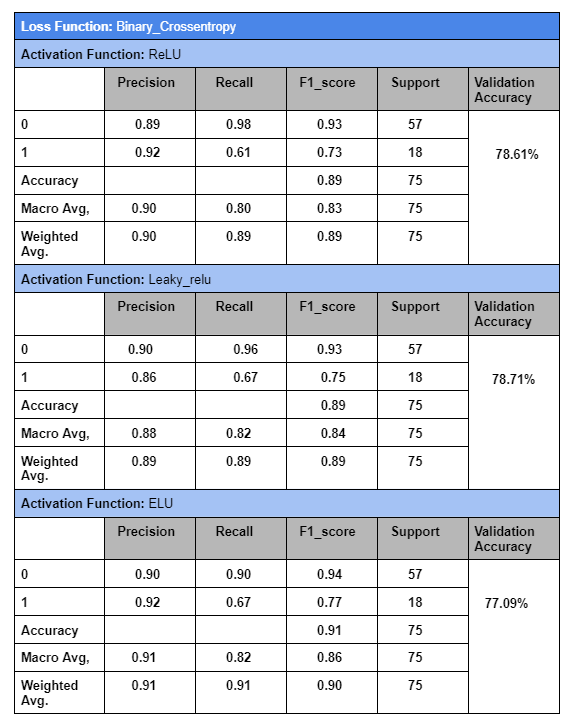 Loss Function: Binary_Crossentropy
Activation Function: ReLU
Precision Recall F1_score Support Validation Accuracy
0 0.89 0.98 0.93 57
1 0.92 0.61 0.73 18 78.61%
Accuracy 0.89 75
Macro Avg, 0.90 0.80 0.83 75
Weighted Avg. 0.90 0.89 0.89 75
Activation Function: Leaky_relu
Precision Recall F1_score Support Validation Accuracy
0 0.90 0.96 0.93 57
1 0.86 0.67 0.75 18 78.71%
Accuracy 0.89 75
Macro Avg, 0.88 0.82 0.84 75
Weighted Avg. 0.89 0.89 0.89 75
Activation Function: ELU
Precision Recall F1_score Support Validation Accuracy
0 0.90 0.90 0.94 57
1 0.92 0.67 0.77 18 77.09%
Accuracy 0.91 75
Macro Avg, 0.91 0.82 0.86 75
Weighted Avg. 0.91 0.91 0.90 75